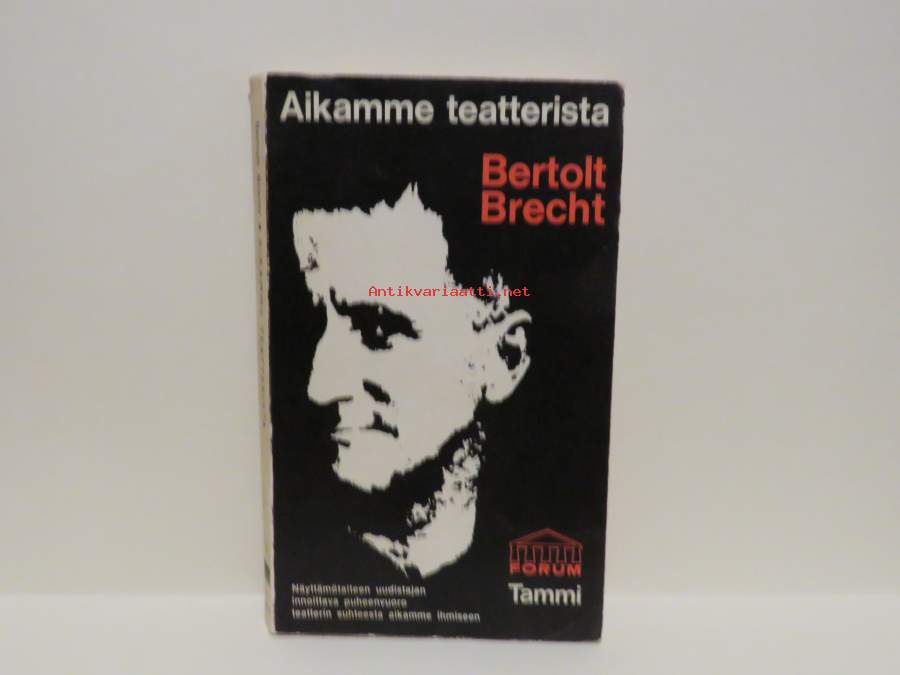 Aikamme teatterista
Bertolt
Brecht
Antikvariaatti.net
FORUM
Tammi
Näyttämötaiteen uudistajan
innoittava puheenvuoro
teatterin suhteesta aikamme ihmiseen